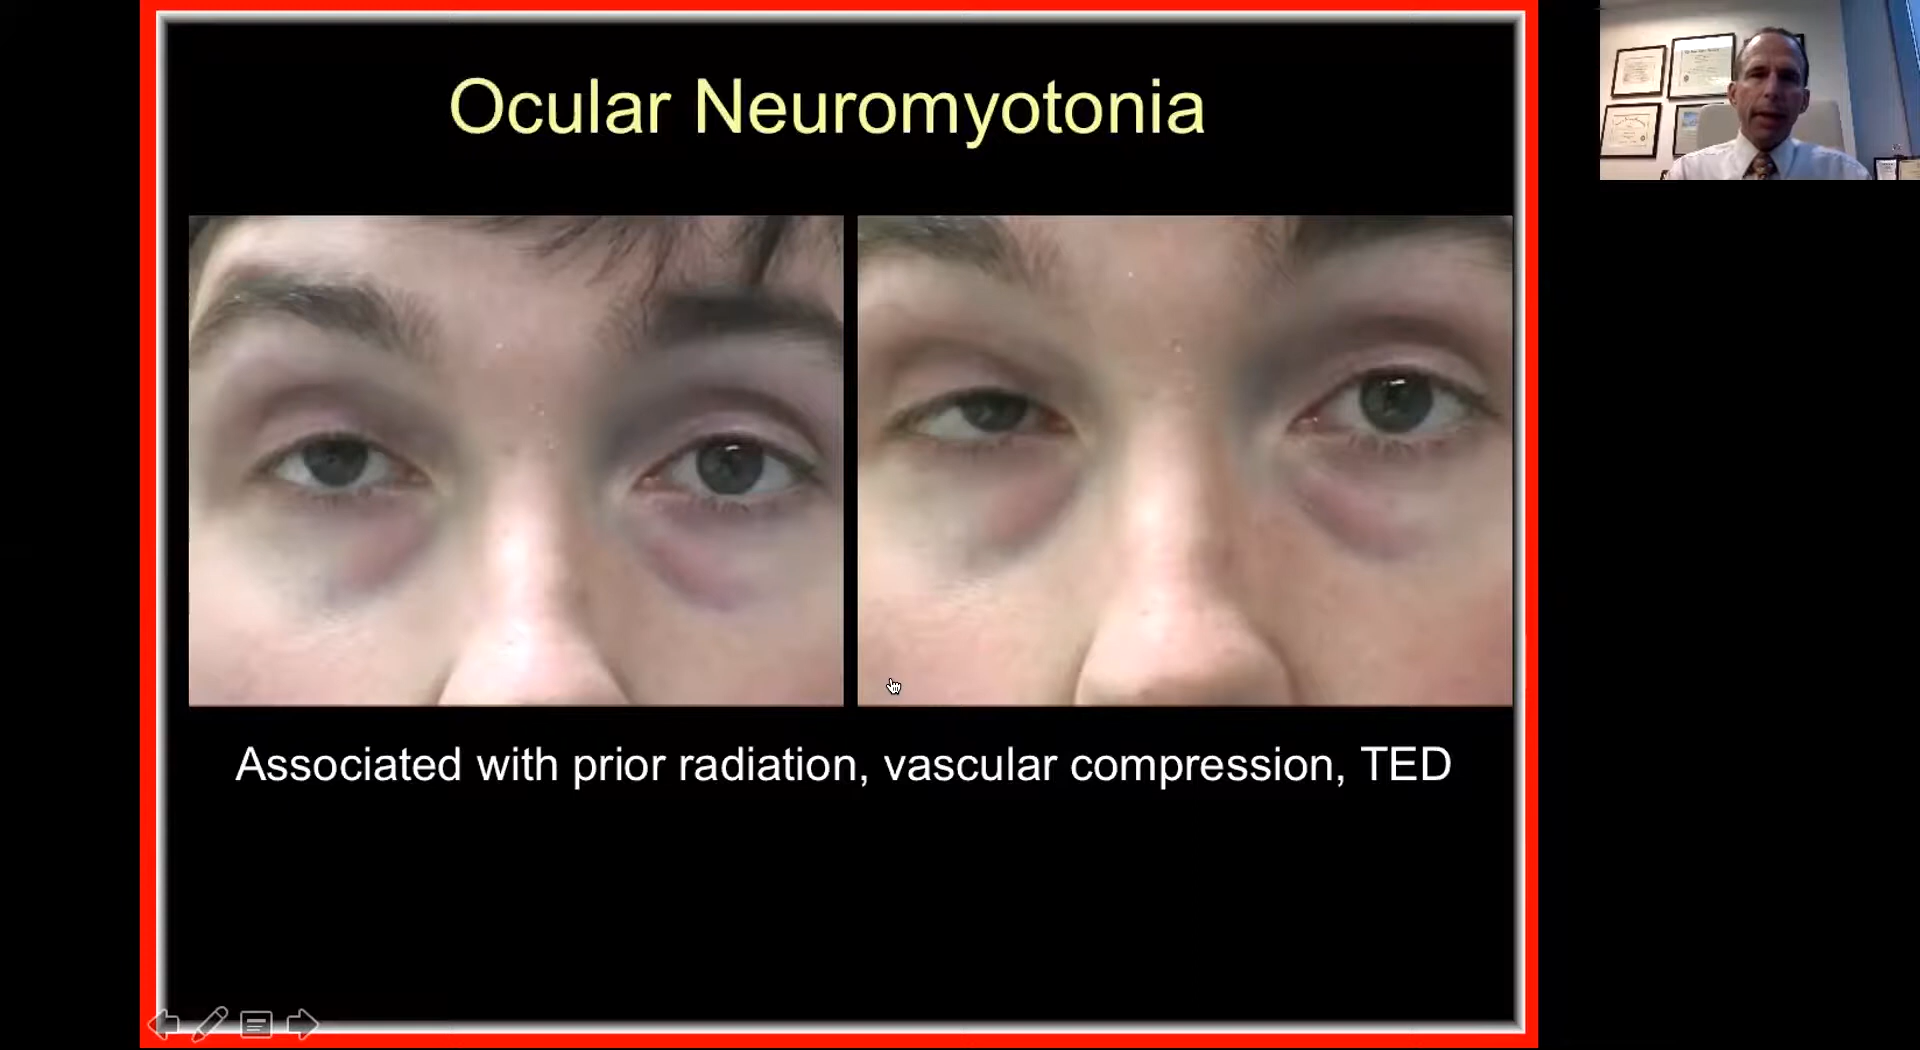 Ocular Neuromyotonia
Associated with prior radiation, vascular compression, TED